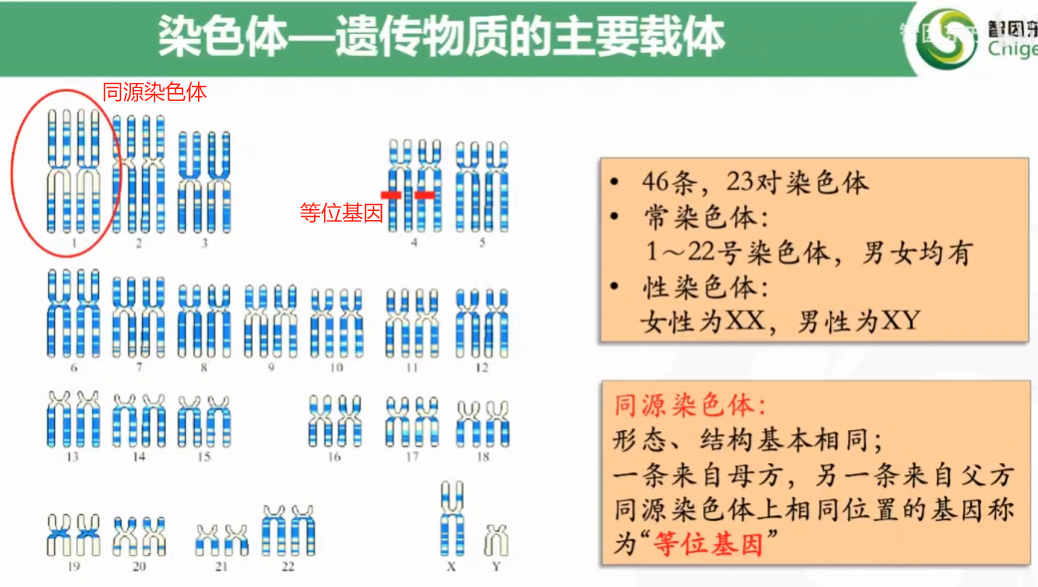 染色体—遗传物质的主要载体
智因东
Chige
同源染色体
等位基因
1
2
3
4
5
6
7
8
9
10
11
12
13
14
15
16
17
18
19
20
21
22
X
Y
• 46条，23对染色体
• 常染色体：
1～22号染色体，男女均有
• 性染色体：
女性为XX，男性为XY
同源染色体：
形态、结构基本相同；
一条来自母方，另一条来自父方
同源染色体上相同位置的基因称
为“等位基因”